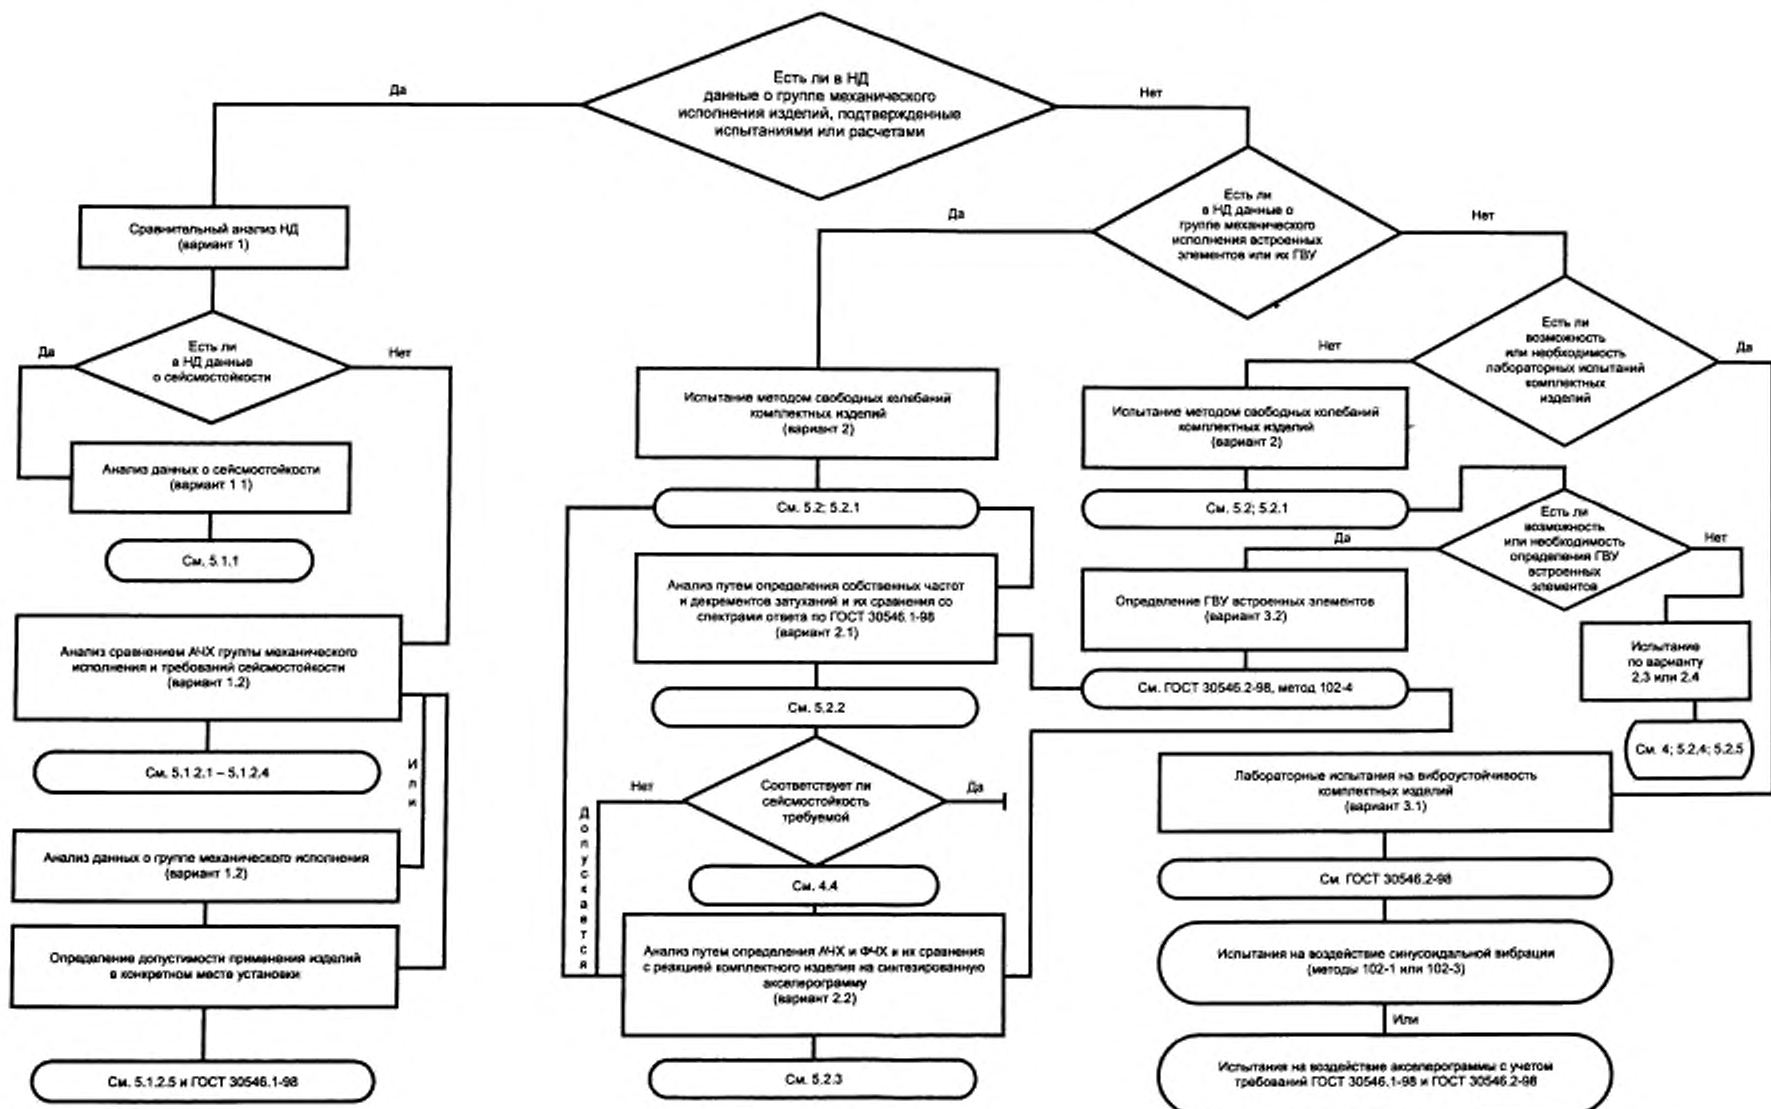 Есть ли в НД
данные о группе механического
исполнения изделий, подтвержденные
испытаниями или расчетами
Да
Нет
Есть ли
в НД данные о
группе механического
исполнения встроенных
элементов или их ГВУ
Да
Нет
Сравнительный анализ НД
(вариант 1)
Есть ли
в НД данные
о сейсмостойкости
Да
Нет
Анализ данных о сейсмостойкости
(вариант 1 1)
См. 5.1.1
Анализ сравнением АЧХ группы механического
исполнения и требований сейсмостойкости
(вариант 1.2)
См. 5.1.2.1 – 5.1.2.4
Или
Анализ данных о группе механического исполнения
(вариант 1.2)
Определение допустимости применения изделий
в конкретном месте установки
См. 5.1.2.5 и ГОСТ 30546.1-98
Испытание методом свободных колебаний
комплектных изделий
(вариант 2)
См. 5.2; 5.2.1
Анализ путем определения собственных частот
и декрементов затуханий и их сравнения со
спектрами ответа по ГОСТ 30546.1-98
(вариант 2.1)
См. 5.2.2
Соответствует ли
сейсмостойкость
требуемой
Нет
Да
Допускается
См. 4.4
Анализ путем определения АЧХ и ФЧХ и их сравнения
с реакцией комплектного изделия на синтезированную
акселерограмму
(вариант 2.2)
См. 5.2.3
Есть ли
возможность
или необходимость
лабораторных испытаний
комплектных
изделий
Нет
Да
Испытание методом свободных колебаний
комплектных изделий
(вариант 2)
См. 5.2; 5.2.1
Есть ли
возможность
или необходимость
определения ГВУ
встроенных
элементов
Да
Нет
Определение ГВУ встроенных элементов
(вариант 3.2)
См. ГОСТ 30546.2-98, метод 102-4
Испытание
по варианту
2.3 или 2.4
См. 4; 5.2.4; 5.2.5
Лабораторные испытания на виброустойчивость
комплектных изделий
(вариант 3.1)
См ГОСТ 30546.2-98
Испытания на воздействие синусоидальной вибрации
(методы 102-1 или 102-3)
Или
Испытания на воздействие акселерограммы с учетом
требований ГОСТ 30546.1-98 и ГОСТ 30546.2-98